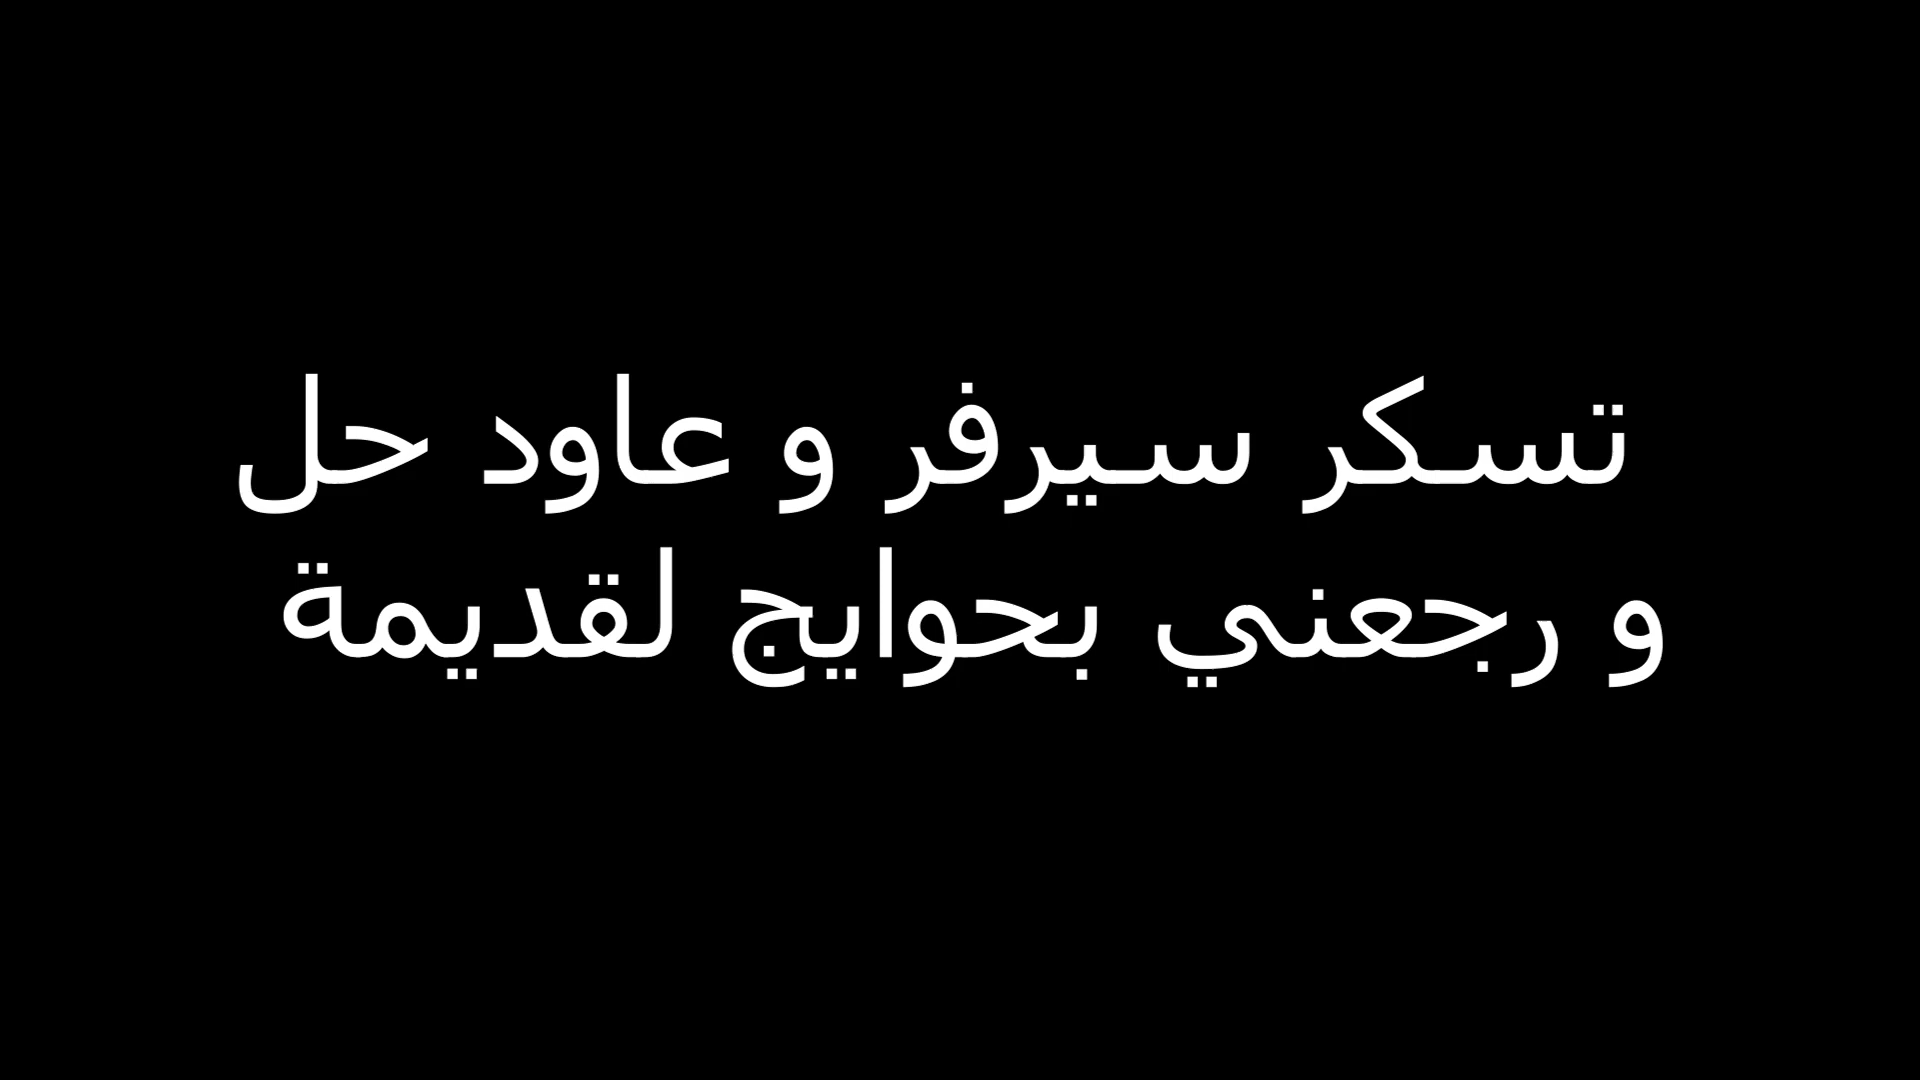 تسكر سيرفر و عاود حل
و رجعني بحوايج لقديمة